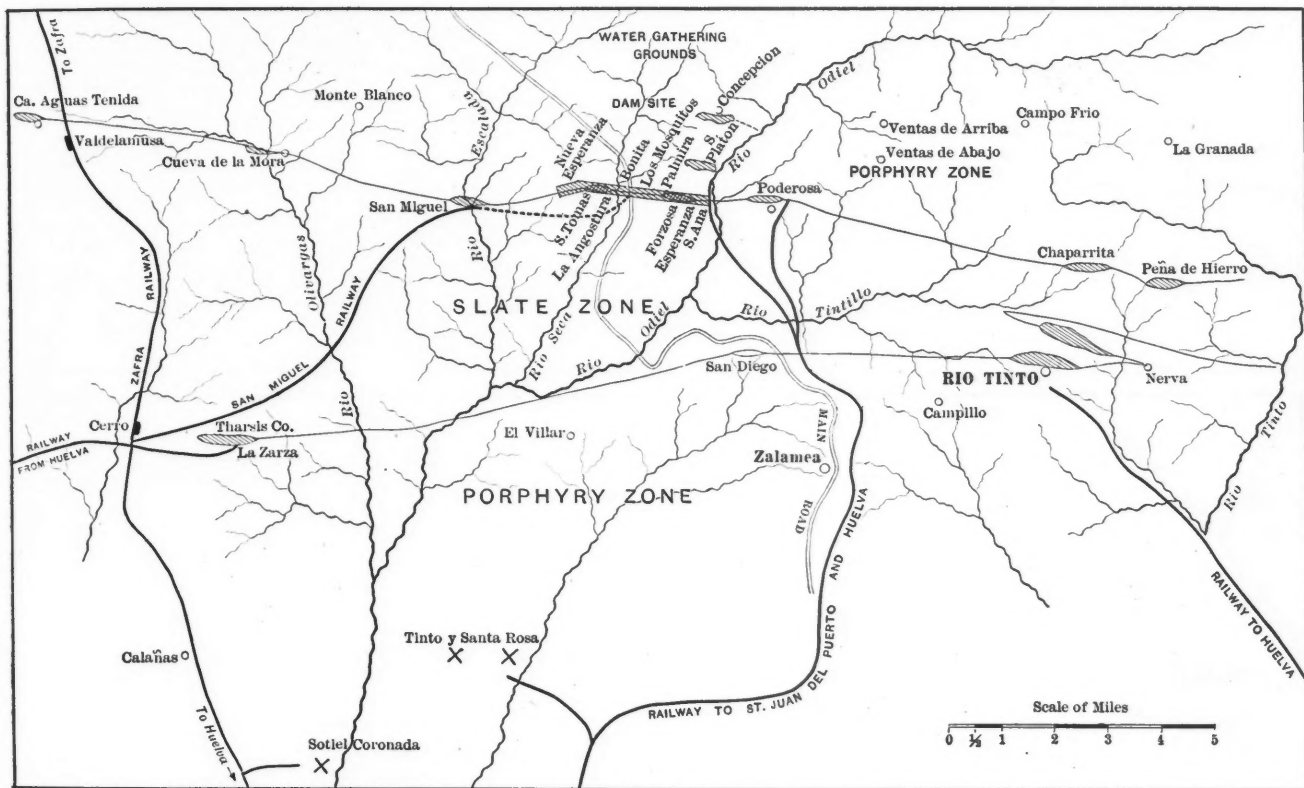 To Zafra
Ca. Aguas Tenida
Valdelamusa
Monte Blanco
Cueva de la Mora
WATER GATHERING
GROUNDS
DAM SITE
Escalada
Nueva
Esperanza
Bonita
Los. Mosquitos
Palmira
S.
Platon
Concepcion
Rio
Odiel
Ventas de Arriba
Ventas de Abajo
Campo Frio
La Granada
PORPHYRY ZONE
San Miguel
S. Tomas
La Angostura
Forzosa
Esperanza
S. Ana
Poderosa
Chaparrita
Peña de Hierro
Olivargas
Rio
RAILWAY
ZAFRA
RAILWAY
SAN MIGUEL
Rio
SLATE ZONE
Rio Seca
Rio
Odiel
Rio
Tintillo
San Diego
RIO TINTO
Nerva
Campillo
Tinto
Rio
Cerro
RAILWAY
FROM HUELVA
Tharsis Co.
La Zarza
El Villar
Zalamea
MAIN
ROAD
PORPHYRY ZONE
RAILWAY TO ST. JUAN DEL PUERTO AND HUELVA
RAILWAY TO HUELVA
Calañas
Tinto y Santa Rosa
To Huelva
Sotiel Coronada
Scale of Miles
0 ½ 1 2 3 4 5